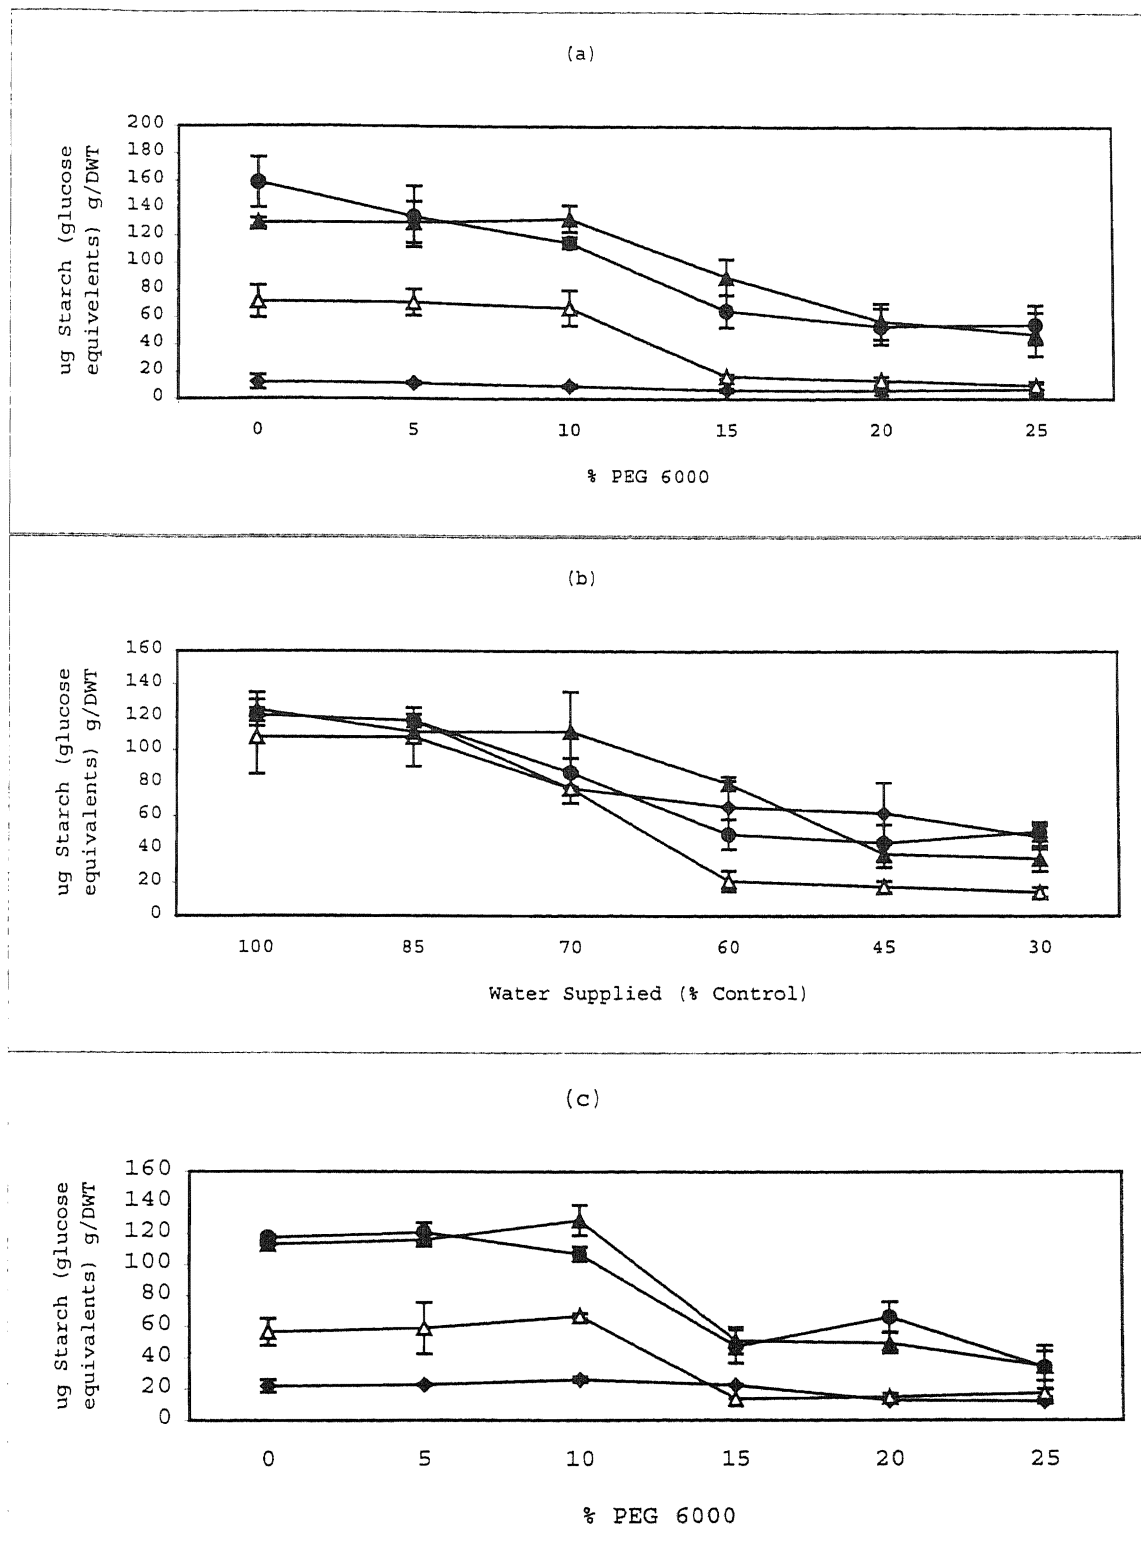 (a)
ug Starch (glucose
equivelents) g/DWT
200
180
160
140
120
100
80
60
40
20
0
0 5 10 15 20 25
% PEG 6000
(b)
ug Starch (glucose
equivalents) g/DWT
160
140
120
100
80
60
40
20
0
100 85 70 60 45 30
Water Supplied (% Control)
(c)
ug Starch (glucose
equivalents) g/DWT
160
140
120
100
80
60
40
20
0
0 5 10 15 20 25
% PEG 6000